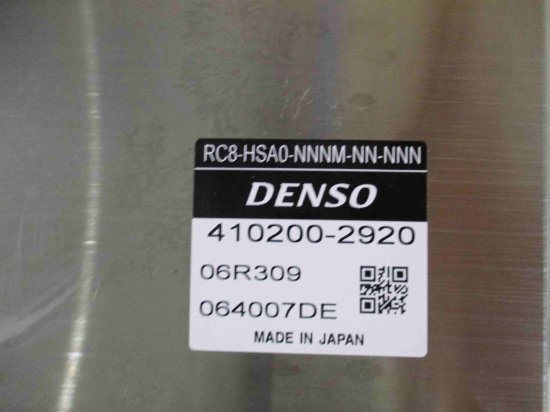 RC8-HSA0-NNNM-NN-NNN
DENSO
410200-2920
06R309
064007DE
MADE IN JAPAN